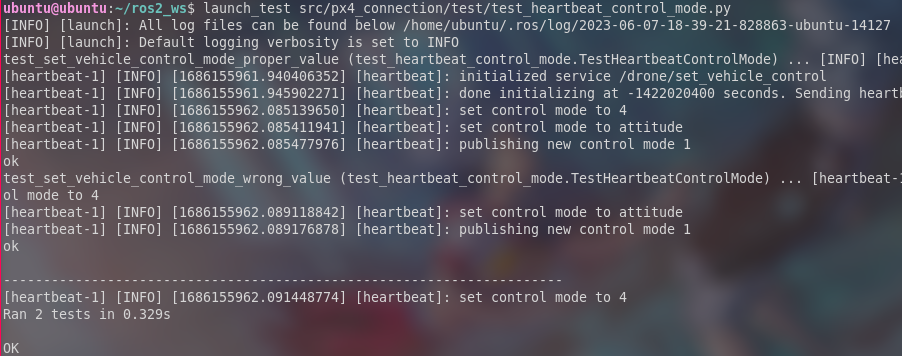 ubuntu@ubuntu:~/ros2_ws$ launch_test src/px4_connection/test/test_heartbeat_control_mode.py
[INFO] [launch]: All log files can be found below /home/ubuntu/.ros/log/2023-06-07-18-39-21-828863-ubuntu-14127
[INFO] [launch]: Default logging verbosity is set to INFO
test_set_vehicle_control_mode_proper_value (test_heartbeat_control_mode.TestHeartbeatControlMode) ... [INFO] [hea
[heartbeat-1] [INFO] [1686155961.940406352] [heartbeat]: initialized service /drone/set_vehicle_control
[heartbeat-1] [INFO] [1686155961.945902271] [heartbeat]: done initializing at -1422020400 seconds. Sending heartb
[heartbeat-1] [INFO] [1686155962.085139650] [heartbeat]: set control mode to 4
[heartbeat-1] [INFO] [1686155962.085411941] [heartbeat]: set control mode to attitude
[heartbeat-1] [INFO] [1686155962.085477976] [heartbeat]: publishing new control mode 1
ok
test_set_vehicle_control_mode_wrong_value (test_heartbeat_control_mode.TestHeartbeatControlMode) ... [heartbeat-1
ol mode to 4
[heartbeat-1] [INFO] [1686155962.089118842] [heartbeat]: set control mode to attitude
[heartbeat-1] [INFO] [1686155962.089176878] [heartbeat]: publishing new control mode 1
ok
----------------------------------------------------------------------
[heartbeat-1] [INFO] [1686155962.091448774] [heartbeat]: set control mode to 4
Ran 2 tests in 0.329s
OK